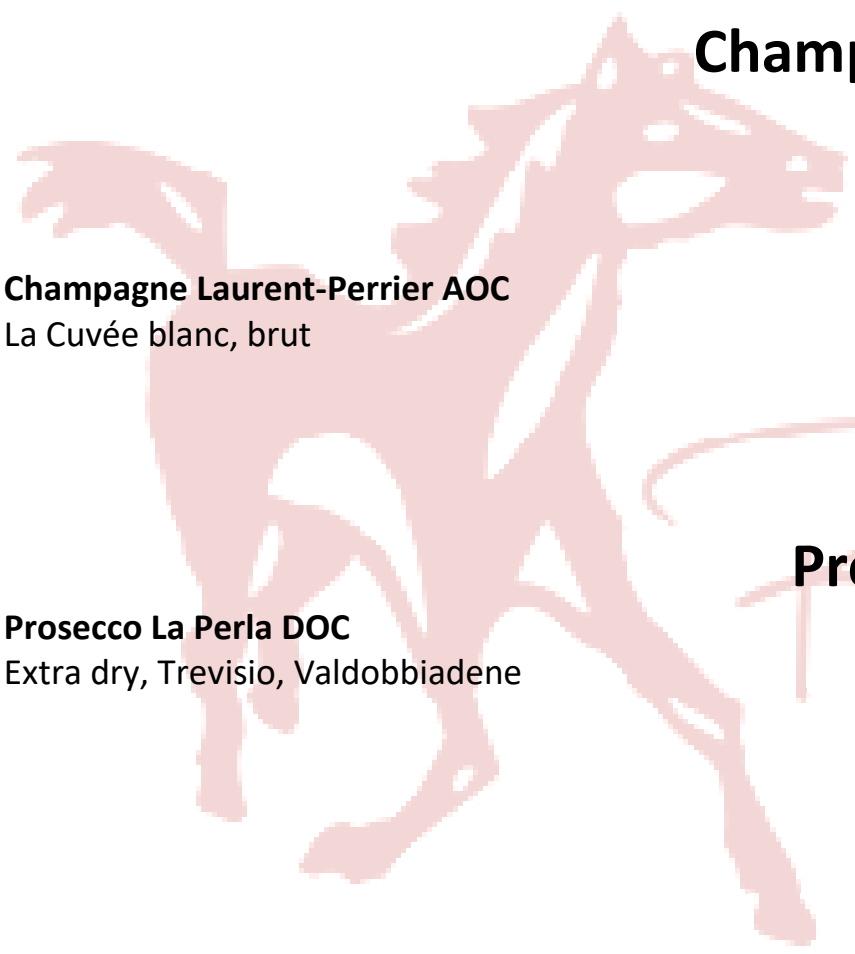 Champ
Champagne Laurent-Perrier AOC
La Cuvée blanc, brut
Pr
Prosecco La Perla DOC
Extra dry, Trevisio, Valdobbiadene